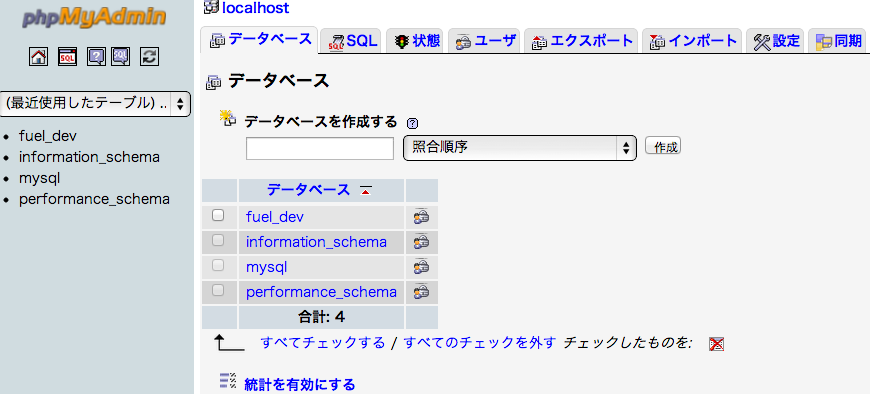 phpMyAdmin
(最近使用したテーブル) ..
fuel_dev
information_schema
mysql
performance_schema
localhost
データベース SQL 状態 ユーザ エクスポート インポート 設定 同期
データベース
データベースを作成する
照合順序 作成
データベース
fuel_dev
information_schema
mysql
performance_schema
合計: 4
すべてチェックする / すべてのチェックを外す チェックしたものを:
統計を有効にする